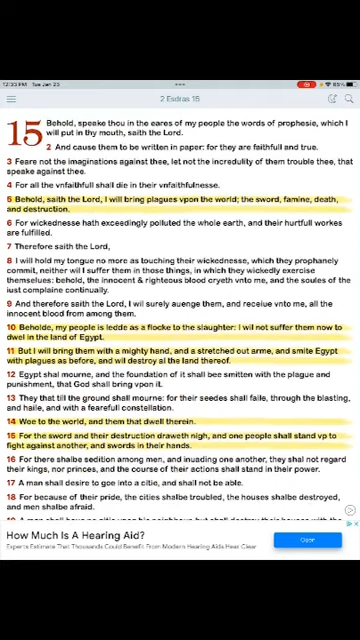 12:35 PM Tue Jan 23
85%
2 Esdras 15
15 Behold, speake thou in the eares of my people the words of prophesie, which I
will put in thy mouth, saith the Lord.
2 And cause them to be written in paper: for they are faithful and true.
3 Feare not the imaginations against thee, let not the incredulity of them trouble thee, that
speake against thee.
4 For all the vnfaithfull shall die in their vnfaithfulnesse.
5 Behold, saith the Lord, I will bring plagues vpon the world; the sword, famine, death,
and destruction.
6 For wickednesse hath exceedingly polluted the whole earth, and their hurtfull workes
are fulfilled.
7 Therefore saith the Lord,
8 I will hold my tongue no more as touching their wickednesse, which they prophanely
commit, neither wil I suffer them in those things, in which they wickedly exercise
themselues: behold, the innocent & righteous blood cryeth vnto me, and the soules of the
iust complaine continually.
9 And therefore saith the Lord, I wil surely auenge them, and receiue vnto me, all the
innocent blood from among them.
10 Beholde, my people is ledde as a flocke to the slaughter: I wil not suffer them now to
dwel in the land of Egypt.
11 But I will bring them with a mighty hand, and a stretched out arme, and smite Egypt
with plagues as before, and wil destroy al the land thereof.
12 Egypt shal mourne, and the foundation of it shall bee smitten with the plague and
punishment, that God shall bring vpon it.
13 They that till the ground shall mourne: for their seedes shall faile, through the blasting,
and haile, and with a fearefull constellation.
14 Woe to the world, and them that dwell therein.
15 For the sword and their destruction draweth nigh, and one people shall stand vp to
fight against another, and swords in their hands.
16 For there shalbe sedition among men, and inuading one another, they shal not regard
their kings, nor princes, and the course of their actions shall stand in their power.
17 A man shall desire to goe into a citie, and shall not be able.
18 For because of their pride, the cities shalbe troubled, the houses shalbe destroyed,
and men shalbe afraid.
How Much Is A Hearing Aid?
Experts Estimate That Thousands Could Benefit From Modern Hearing Aids Hear Clear
Open